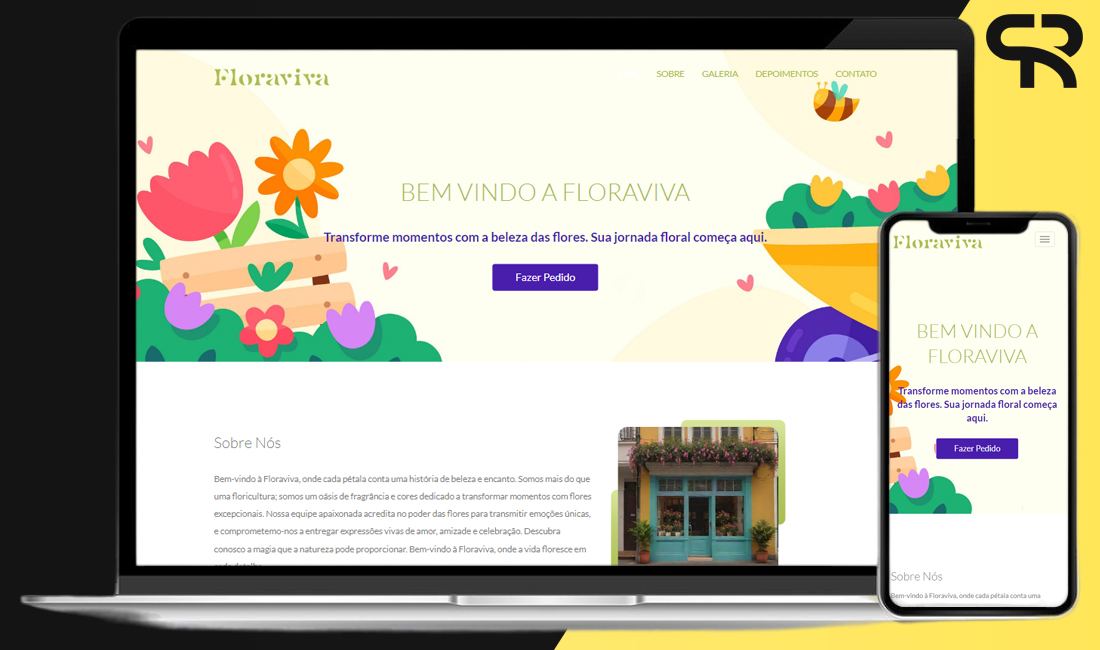 Floraviva
SOBRE GALERIA DEPOIMENTOS CONTATO
BEM VINDO A FLORAVIVA
Transforme momentos com a beleza das flores. Sua jornada floral começa aqui.
Fazer Pedido
Sobre Nós
Bem-vindo à Floraviva, onde cada pétala conta uma história de beleza e encanto. Somos mais do que
uma floricultura; somos um oásis de fragrância e cores dedicado a transformar momentos com flores
excepcionais. Nossa equipe apaixonada acredita no poder das flores para transmitir emoções únicas,
e comprometemo-nos a entregar expressões vivas de amor, amizade e celebração. Descubra
conosco a magia que a natureza pode proporcionar. Bem-vindo à Floraviva, onde a vida floresce em
Floraviva
BEM VINDO A
FLORAVIVA
Transforme momentos com a beleza
das flores. Sua jornada floral começa
aqui.
Fazer Pedido
Sobre Nós
Bem-vindo à Floraviva, onde cada pétala conta uma